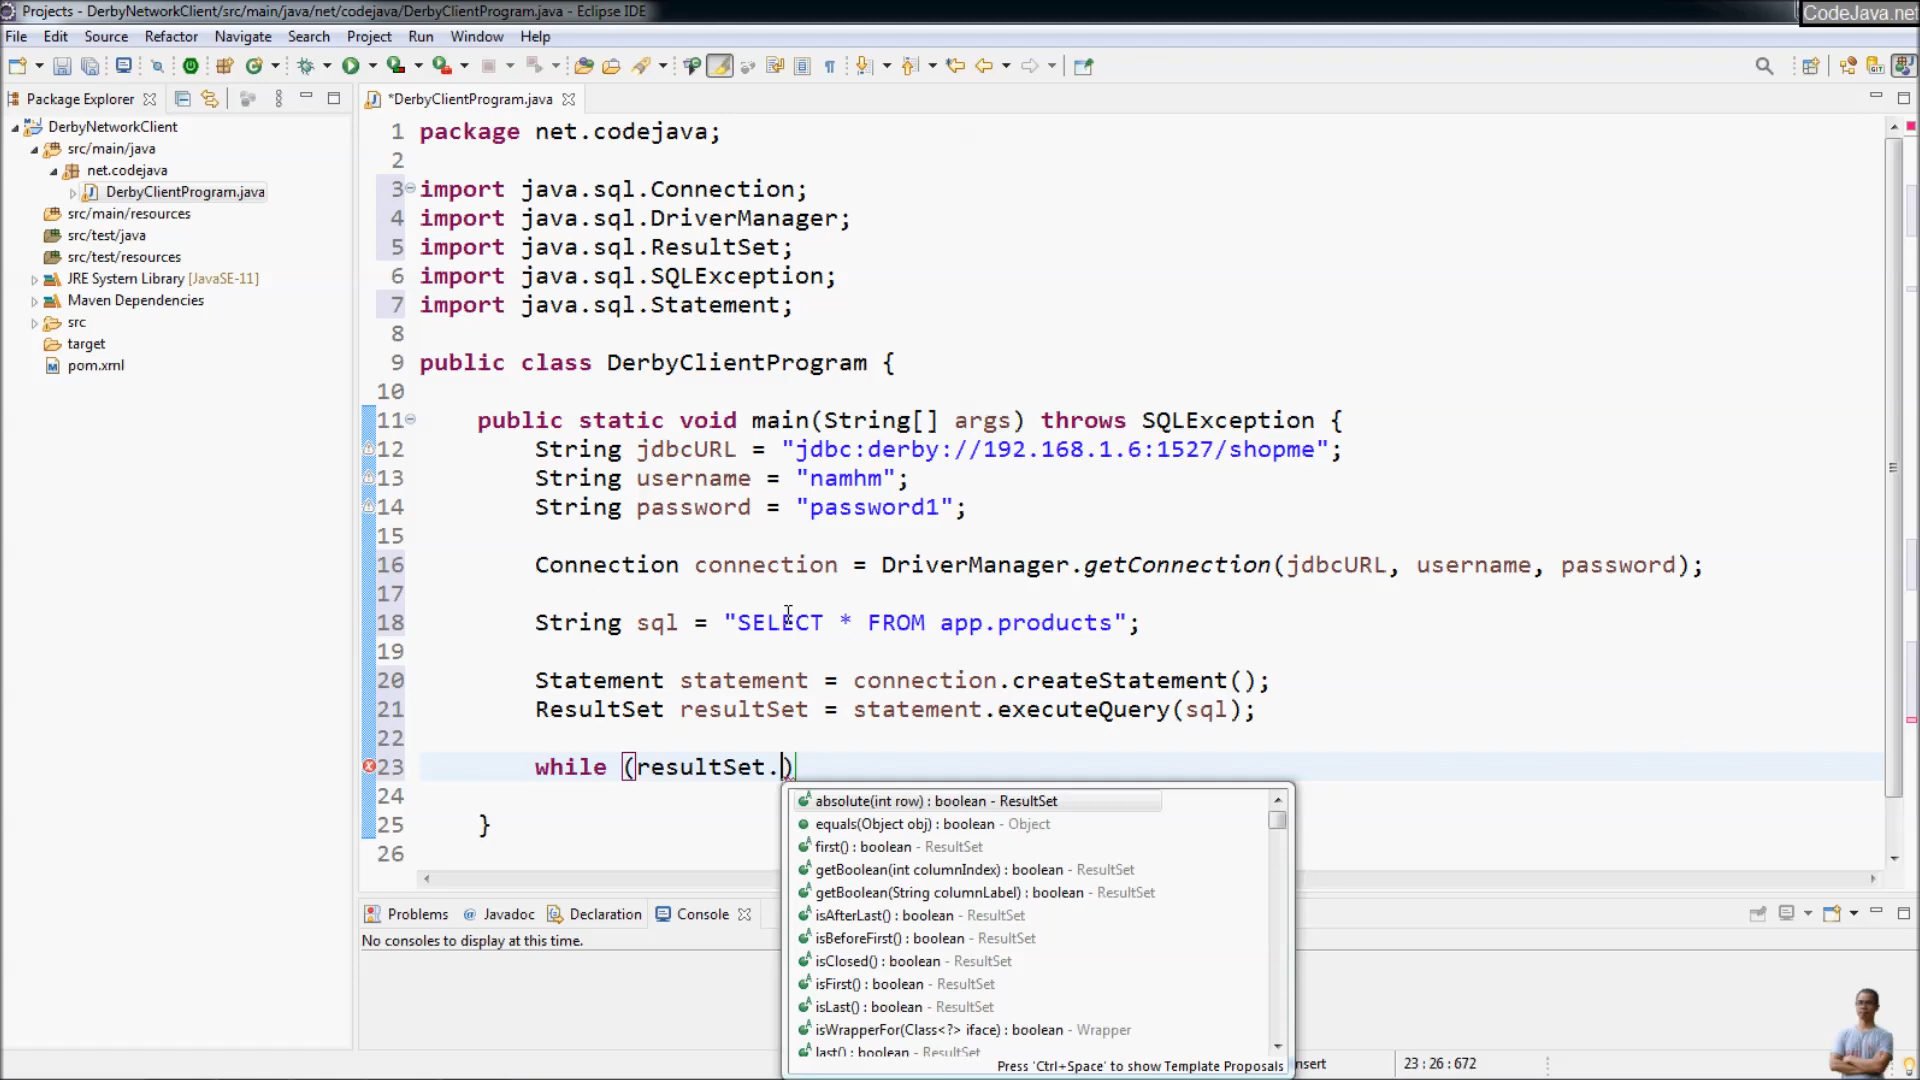 Projects - DerbyNetworkClient/src/main/java/net/codejava/DerbyClientProgram.java - Eclipse IDE
CodeJava.net
File Edit Source Refactor Navigate Search Project Run Window Help
Package Explorer
*DerbyClientProgram.java
DerbyNetworkClient
src/main/java
net.codejava
DerbyClientProgram.java
src/main/resources
src/test/java
src/test/resources
JRE System Library [JavaSE-11]
Maven Dependencies
src
target
pom.xml
1 package net.codejava;
2
3 import java.sql.Connection;
4 import java.sql.DriverManager;
5 import java.sql.ResultSet;
6 import java.sql.SQLException;
7 import java.sql.Statement;
8
9 public class DerbyClientProgram {
10
11 public static void main(String[] args) throws SQLException {
12 String jdbcURL = "jdbc:derby://192.168.1.6:1527/shopme";
13 String username = "namhm";
14 String password = "password1";
15
16 Connection connection = DriverManager.getConnection(jdbcURL, username, password);
17
18 String sql = "SELECT * FROM app.products";
19
20 Statement statement = connection.createStatement();
21 ResultSet resultSet = statement.executeQuery(sql);
22
23 while (resultSet.)
24
25 }
26
absolute(int row) : boolean - ResultSet
equals(Object obj) : boolean - Object
first() : boolean - ResultSet
getBoolean(int columnIndex) : boolean - ResultSet
getBoolean(String columnLabel) : boolean - ResultSet
isAfterLast() : boolean - ResultSet
isBeforeFirst() : boolean - ResultSet
isClosed() : boolean - ResultSet
isFirst() : boolean - ResultSet
isLast() : boolean - ResultSet
isWrapperFor(Class<?> iface) : boolean - Wrapper
last() : boolean - ResultSet
Press 'Ctrl+Space' to show Template Proposals
Problems @ Javadoc Declaration Console
No consoles to display at this time.
nsert
23 : 26 : 672